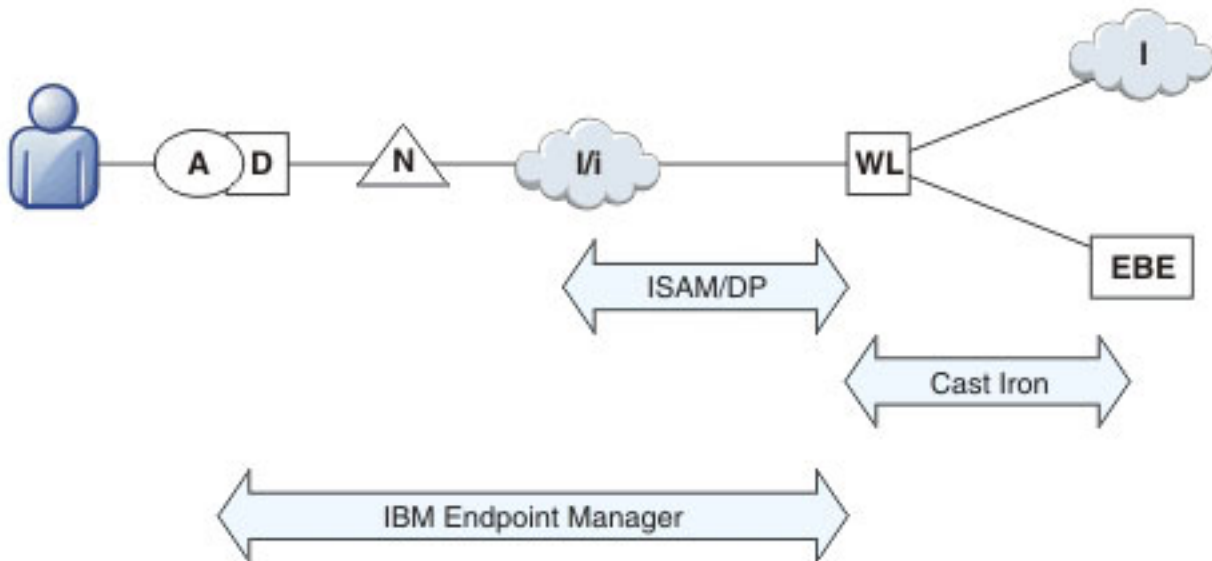 I
A
D
N
I/i
WL
EBE
ISAM/DP
Cast Iron
IBM Endpoint Manager